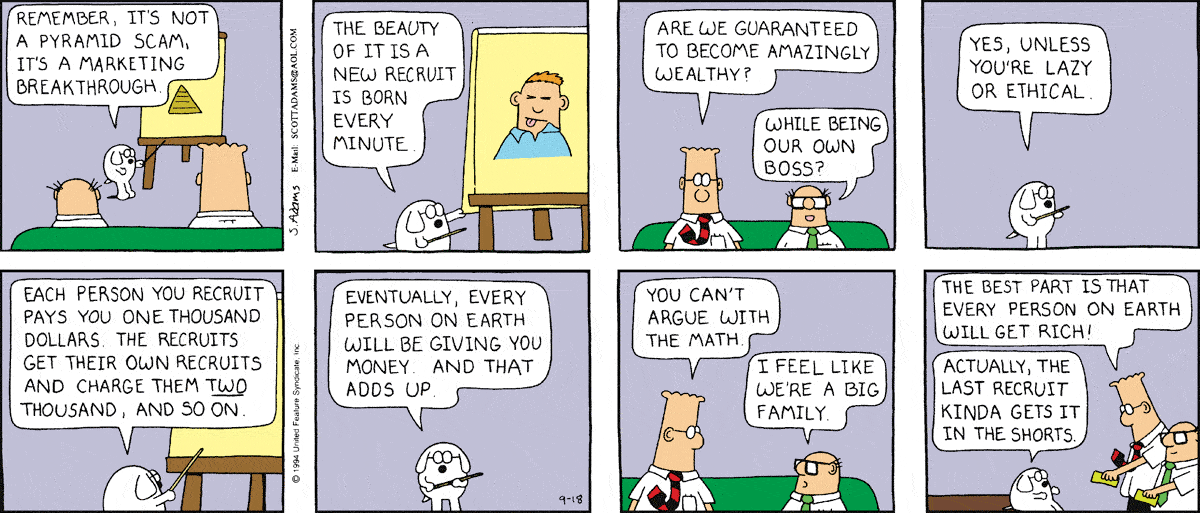 REMEMBER, IT'S NOT
A PYRAMID SCAM,
IT'S A MARKETING
BREAKTHROUGH.
S. Adams E-Mail: SCOTTADAMS@AOL.COM
THE BEAUTY
OF IT IS A
NEW RECRUIT
IS BORN
EVERY
MINUTE.
ARE WE GUARANTEED
TO BECOME AMAZINGLY
WEALTHY?
WHILE BEING
OUR OWN
BOSS?
YES, UNLESS
YOU'RE LAZY
OR ETHICAL.
EACH PERSON YOU RECRUIT
PAYS YOU ONE THOUSAND
DOLLARS. THE RECRUITS
GET THEIR OWN RECRUITS
AND CHARGE THEM TWO
THOUSAND, AND SO ON.
© 1994 United Feature Syndicate, Inc.
EVENTUALLY, EVERY
PERSON ON EARTH
WILL BE GIVING YOU
MONEY. AND THAT
ADDS UP.
9-18
YOU CAN'T
ARGUE WITH
THE MATH.
I FEEL LIKE
WE'RE A BIG
FAMILY.
THE BEST PART IS THAT
EVERY PERSON ON EARTH
WILL GET RICH!
ACTUALLY, THE
LAST RECRUIT
KINDA GETS IT
IN THE SHORTS.